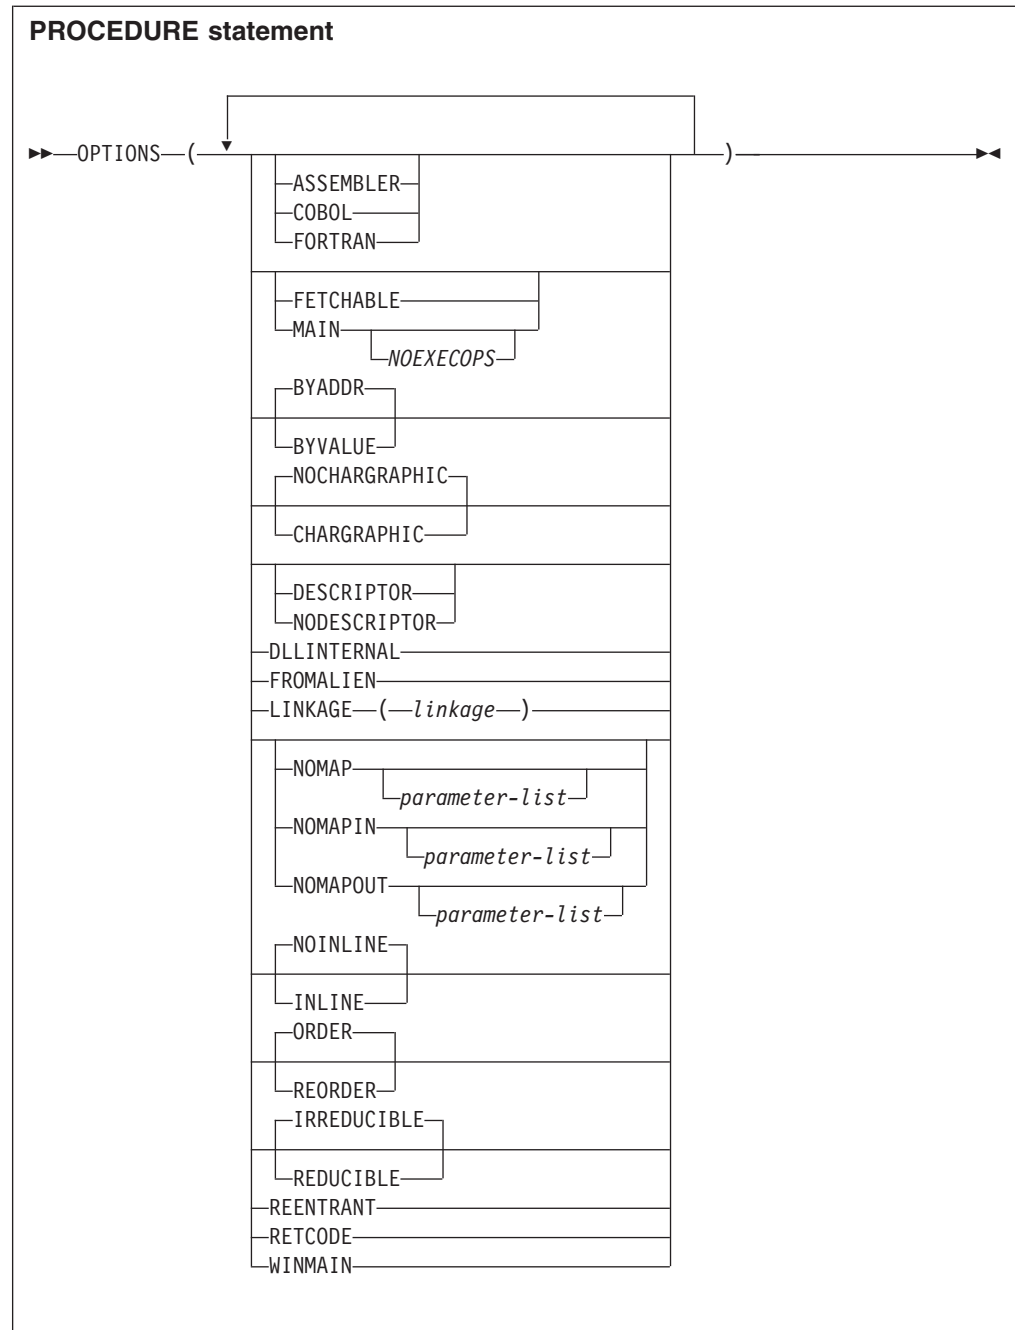 PROCEDURE statement
OPTIONS ( )
ASSEMBLER
COBOL
FORTRAN
FETCHABLE
MAIN
NOEXECOPS
BYADDR
BYVALUE
NOCHARGRAPHIC
CHARGRAPHIC
DESCRIPTOR
NODESCRIPTOR
DLLINTERNAL
FROMALIEN
LINKAGE ( linkage )
NOMAP
parameter-list
NOMAPIN
parameter-list
NOMAPOUT
parameter-list
NOINLINE
INLINE
ORDER
REORDER
IRREDUCIBLE
REDUCIBLE
REENTRANT
RETCODE
WINMAIN